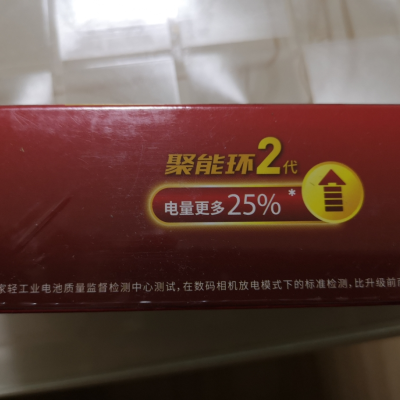 聚能环2代
电量更多25%*
家轻工业电池质量监督检测中心测试,在数码相机放电模式下的标准检测,比升级前